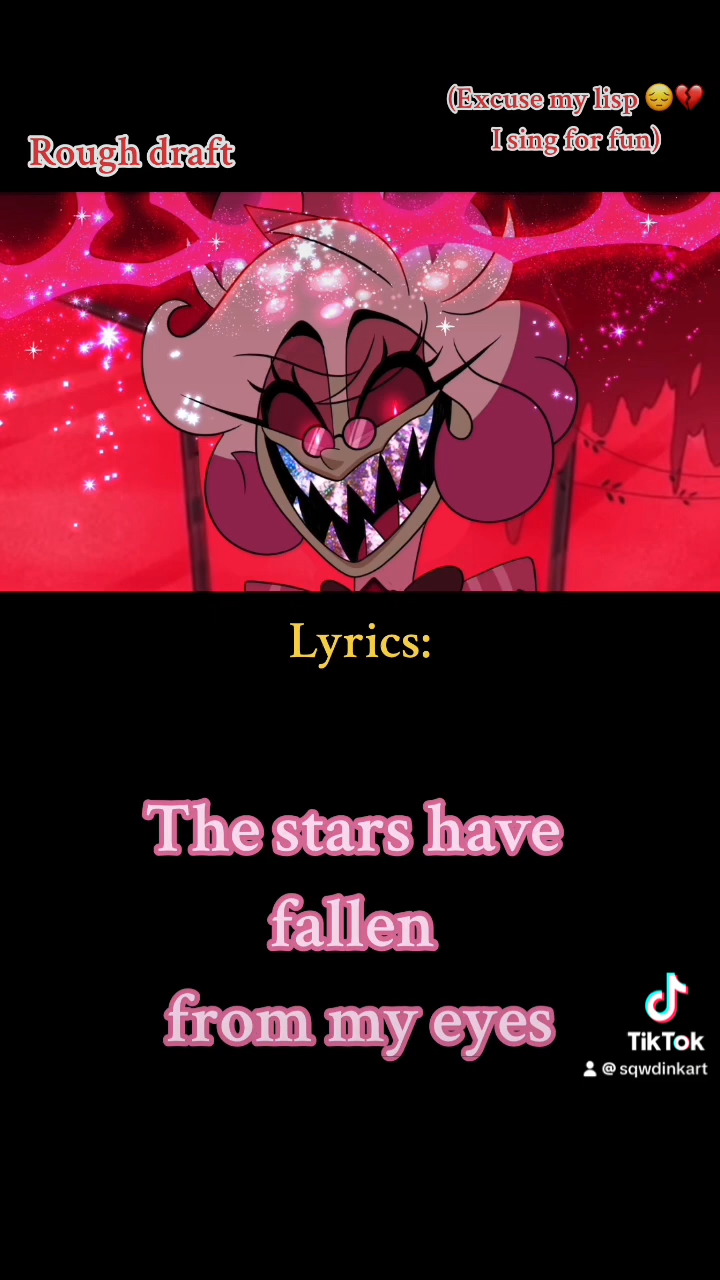 (Excuse my lisp 😔💔
I sing for fun)
Rough draft
Lyrics:
The stars have
fallen
from my eyes
TikTok
@sqwdinkart